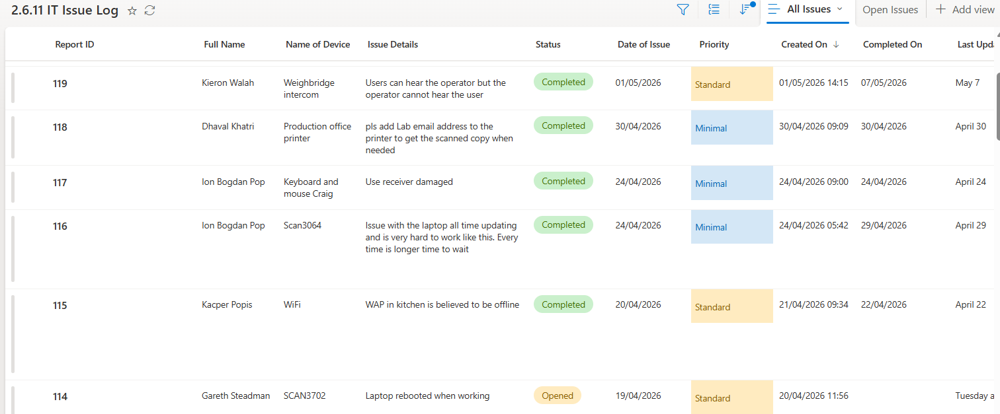 2.6.11 IT Issue Log
All Issues
Open Issues
Add view
Report ID Full Name Name of Device Issue Details Status Date of Issue Priority Created On Completed On
119 Kieron Walah Weighbridge intercom Users can hear the operator but the operator cannot hear the user Completed 01/05/2026 Standard 01/05/2026 14:15 07/05/2026 May 7
118 Dhaval Khatri Production office printer pls add Lab email address to the printer to get the scanned copy when needed Completed 30/04/2026 Minimal 30/04/2026 09:09 30/04/2026 April 30
117 Ion Bogdan Pop Keyboard and mouse Craig Use receiver damaged Completed 24/04/2026 Minimal 24/04/2026 09:00 24/04/2026 April 24
116 Ion Bogdan Pop Scan3064 Issue with the laptop all time updating and is very hard to work like this. Every time is longer time to wait Completed 24/04/2026 Minimal 24/04/2026 05:42 29/04/2026 April 29
115 Kacper Popis WiFi WAP in kitchen is believed to be offline Completed 20/04/2026 Standard 21/04/2026 09:34 22/04/2026 April 22
114 Gareth Steadman SCAN3702 Laptop rebooted when working Opened 19/04/2026 Standard 20/04/2026 11:56 Tuesday